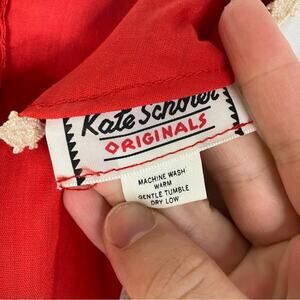 Kate Schorer
ORIGINALS
MACHINE WASH
WARM
GENTLE TUMBLE
DRY LOW